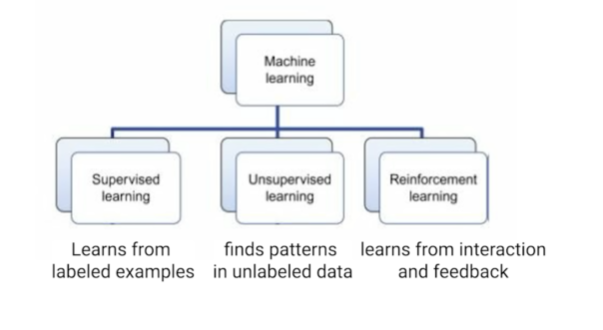 Machine
learning
Supervised
learning
Unsupervised
learning
Reinforcement
learning
Learns from
labeled examples
finds patterns
in unlabeled data
learns from interaction
and feedback